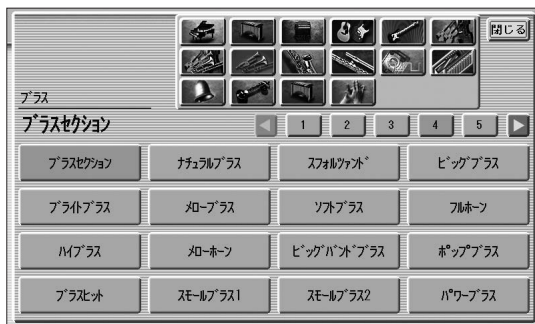 閉じる
ブラス
ブラスセクション
1 2 3 4 5
ブラスセクション ナチュラルブラス スフォルツァンド ビッグブラス
ブライトブラス メローブラス ソフトブラス フルホーン
ハイブラス メローホーン ビッグバンドブラス ポップブラス
ブラスヒット スモールブラス1 スモールブラス2 パワーブラス